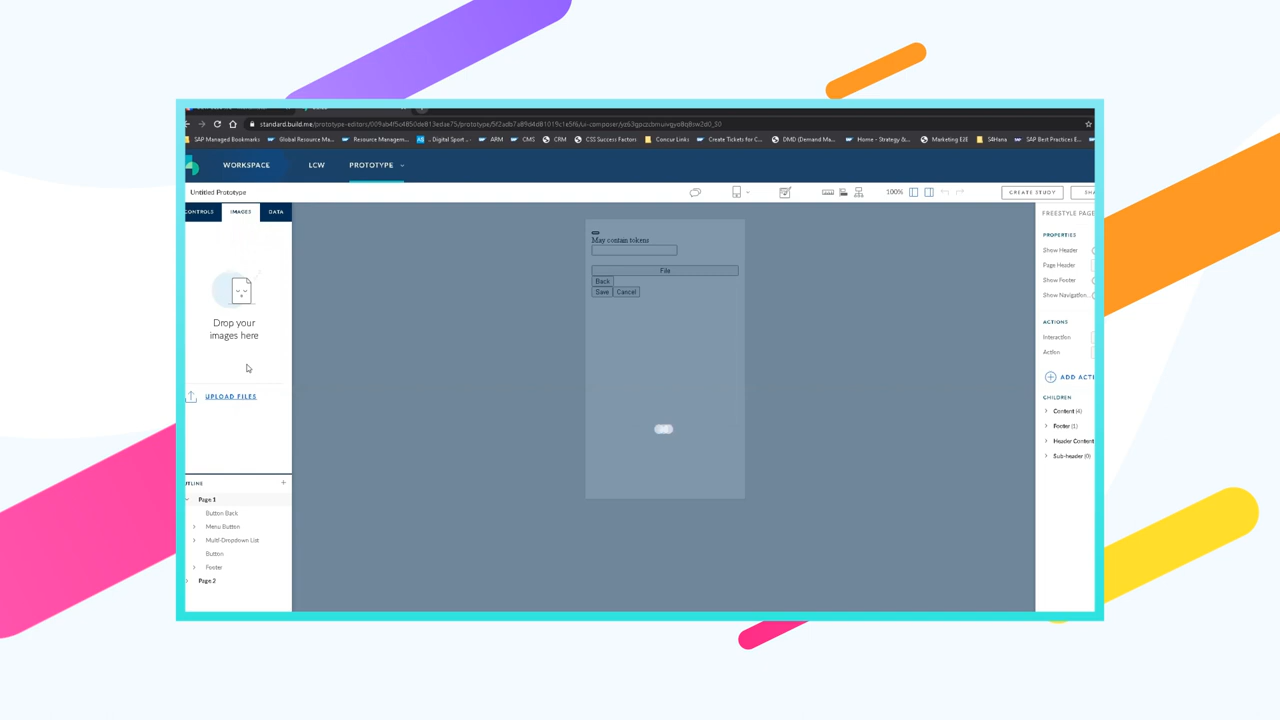 SAP Managed Bookmarks
Global Resource Ma...
Resource Managem...
, Digital Sport ...
ARM
CMS
CRM
CSS Success Factors
Concur Links
Create Tickets for C...
DMD (Demand Ma...
Home - Strategy &...
Marketing E2E
S4Hana
SAP Best Practices E...
WORKSPACE
LCW
PROTOTYPE
Untitled Prototype
100%
CREATE STUDY
CONTROLS
IMAGES
DATA
Drop your
images here
UPLOAD FILES
Page 1
Button Back
Menu Button
Multi Dropdown List
Button
Footer
Page 2
May contain tokens
File
Back
Save
Cancel
FREESTYLE PAG
PROPERTIES
Show Header
Page Header
Show Footer
Show Navigation...
ACTIONS
Interaction
Action
ADD ACTI
CHILDREN
Content (4)
Footer (1)
Header Content
Sub-header (0)